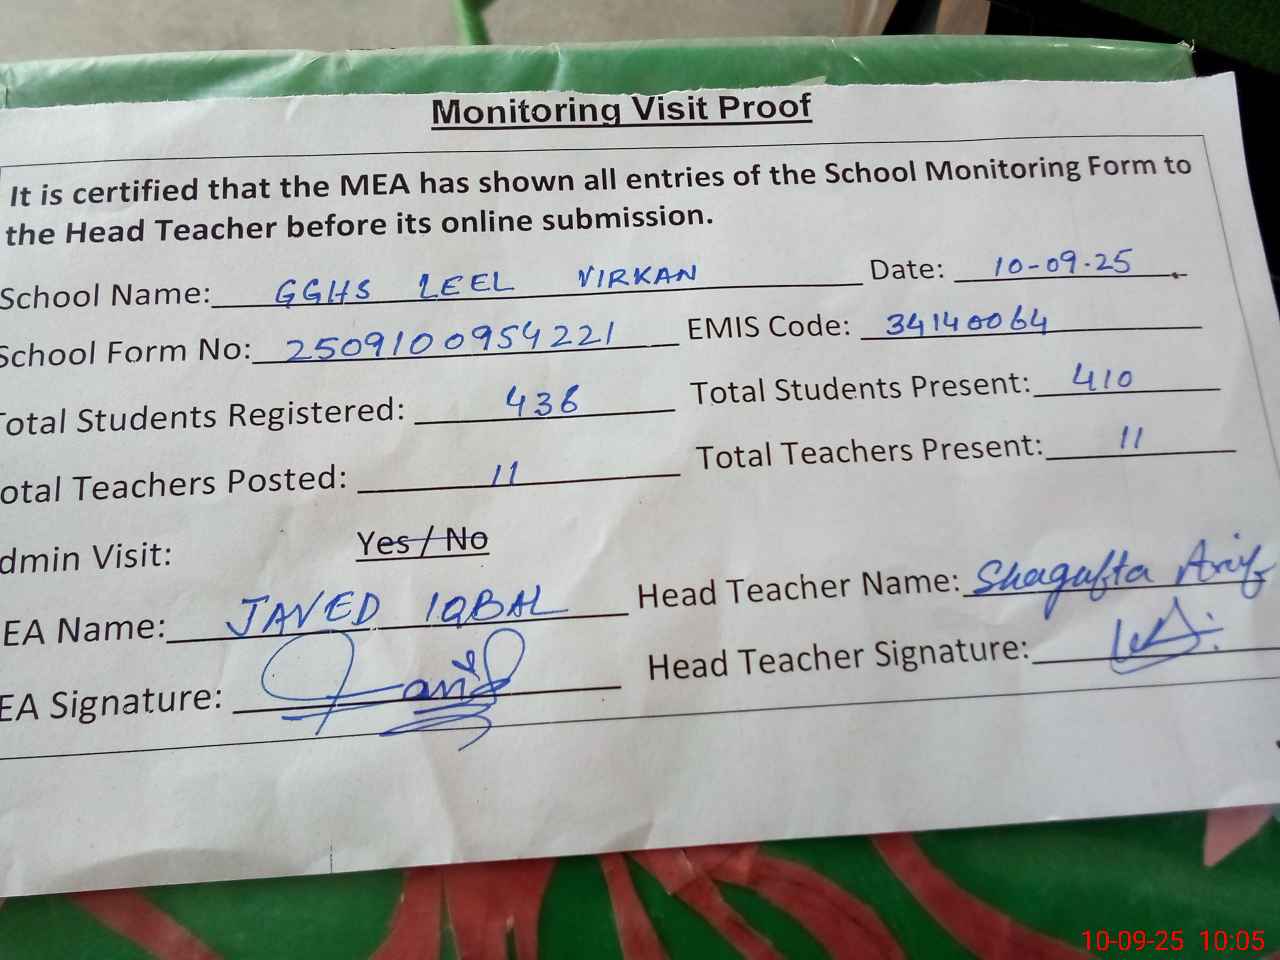 Monitoring Visit Proof
It is certified that the MEA has shown all entries of the School Monitoring Form to
the Head Teacher before its online submission.
School Name: GGHS LEEL VIRKAN Date: 10-09-25
School Form No: 2509100954221 EMIS Code: 34140064
Total Students Registered: 436 Total Students Present: 410
otal Teachers Posted: 11 Total Teachers Present: 11
dmin Visit: Yes / No
EA Name: JAVED IQBAL Head Teacher Name: Shagufta Arif
EA Signature: Head Teacher Signature:
10-09-25 10:05